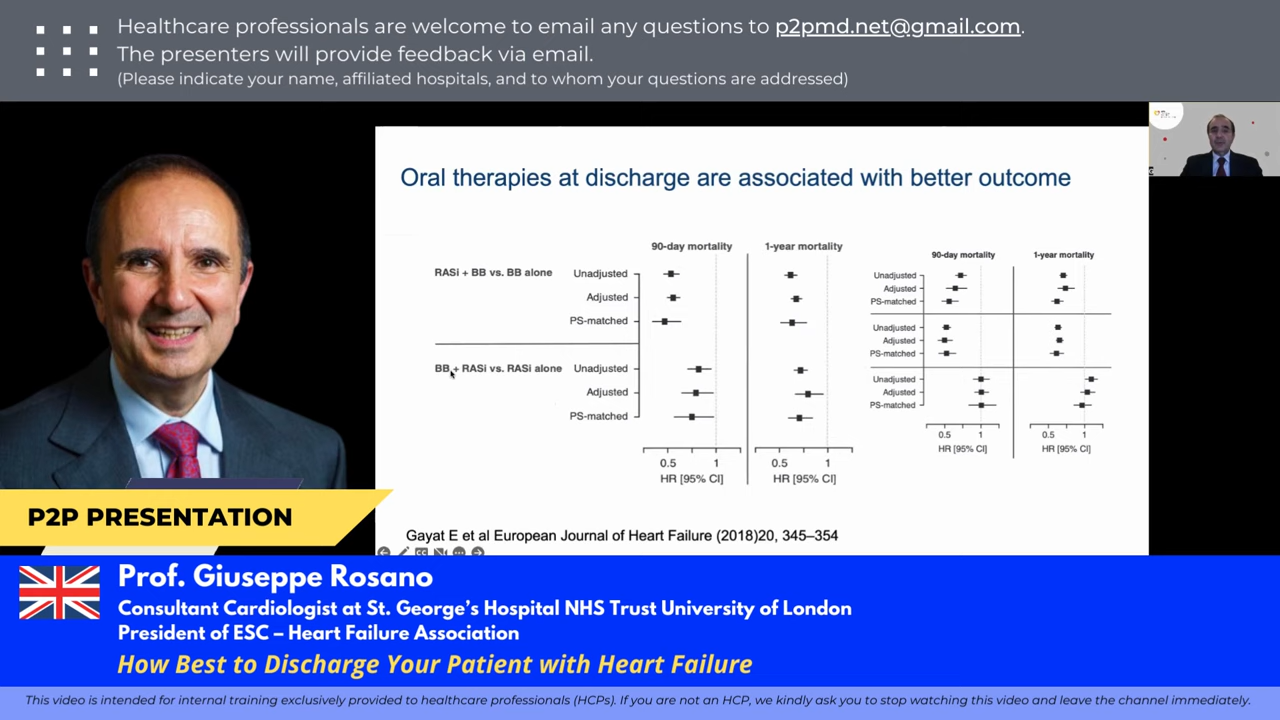 Healthcare professionals are welcome to email any questions to p2pmd.net@gmail.com.
The presenters will provide feedback via email.
(Please indicate your name, affiliated hospitals, and to whom your questions are addressed)
Oral therapies at discharge are associated with better outcome
90-day mortality 1-year mortality
RASi + BB vs. BB alone Unadjusted
Adjusted
PS-matched
BB + RASi vs. RASi alone Unadjusted
Adjusted
PS-matched
0.5 1 0.5 1
HR [95% CI] HR [95% CI]
90-day mortality 1-year mortality
Unadjusted
Adjusted
PS-matched
Unadjusted
Adjusted
PS-matched
Unadjusted
Adjusted
PS-matched
0.5 1 0.5 1
HR [95% CI] HR [95% CI]
Gayat E et al European Journal of Heart Failure (2018)20, 345–354
P2P PRESENTATION
Prof. Giuseppe Rosano
Consultant Cardiologist at St. George’s Hospital NHS Trust University of London
President of ESC – Heart Failure Association
How Best to Discharge Your Patient with Heart Failure
This video is intended for internal training exclusively provided to healthcare professionals (HCPs). If you are not an HCP, we kindly ask you to stop watching this video and leave the channel immediately.